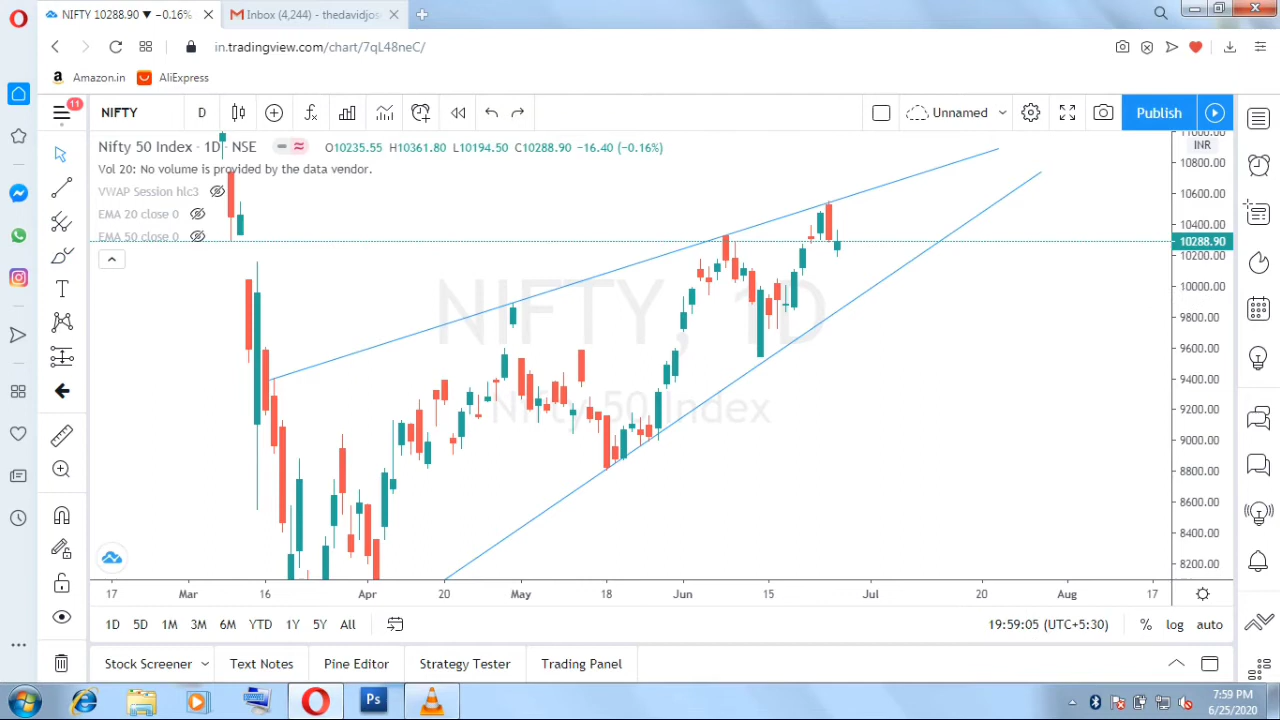 NIFTY 10288.90 ▼ −0.16%
Inbox (4,244) - thedavidjos
in.tradingview.com/chart/7qL48neC/
a Amazon.in AliExpress
11
NIFTY D Unnamed Publish
Nifty 50 Index · 1D · NSE O10235.55 H10361.80 L10194.50 C10288.90 −16.40 (−0.16%)
Vol 20: No volume is provided by the data vendor.
VWAP Session hlc3
EMA 20 close 0
EMA 50 close 0
NIFTY, 1D
Nifty 50 Index
11000.00
INR
10800.00
10600.00
10400.00
10288.90
10200.00
10000.00
9800.00
9600.00
9400.00
9200.00
9000.00
8800.00
8600.00
8400.00
8200.00
17 Mar 16 Apr 20 May 18 Jun 15 Jul 20 Aug 17
1D 5D 1M 3M 6M YTD 1Y 5Y All 19:59:05 (UTC+5:30) % log auto
Stock Screener Text Notes Pine Editor Strategy Tester Trading Panel
Ps
7:59 PM
6/25/2020